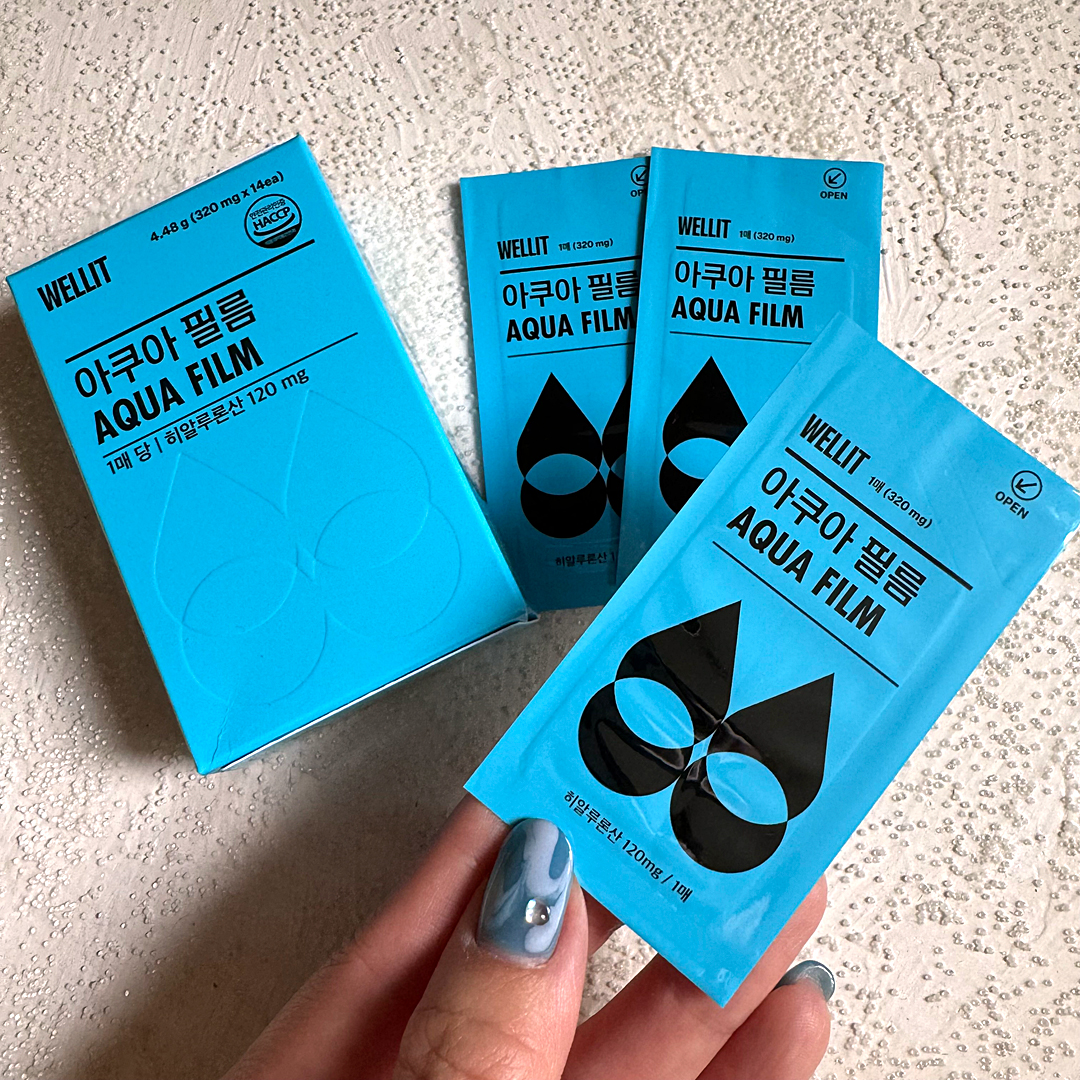 4.48 g (320 mg x 14ea)
HACCP
WELLIT
아쿠아 필름
AQUA FILM
1매 당 | 히알루론산 120 mg
OPEN
WELLIT 1매 (320 mg)
아쿠아 필름
AQUA FILM
히알루론산 1
OPEN
WELLIT 1매 (320 mg)
아쿠아 필름
AQUA FILM
OPEN
WELLIT 1매 (320 mg)
아쿠아 필름
AQUA FILM
히알루론산 120mg / 1매